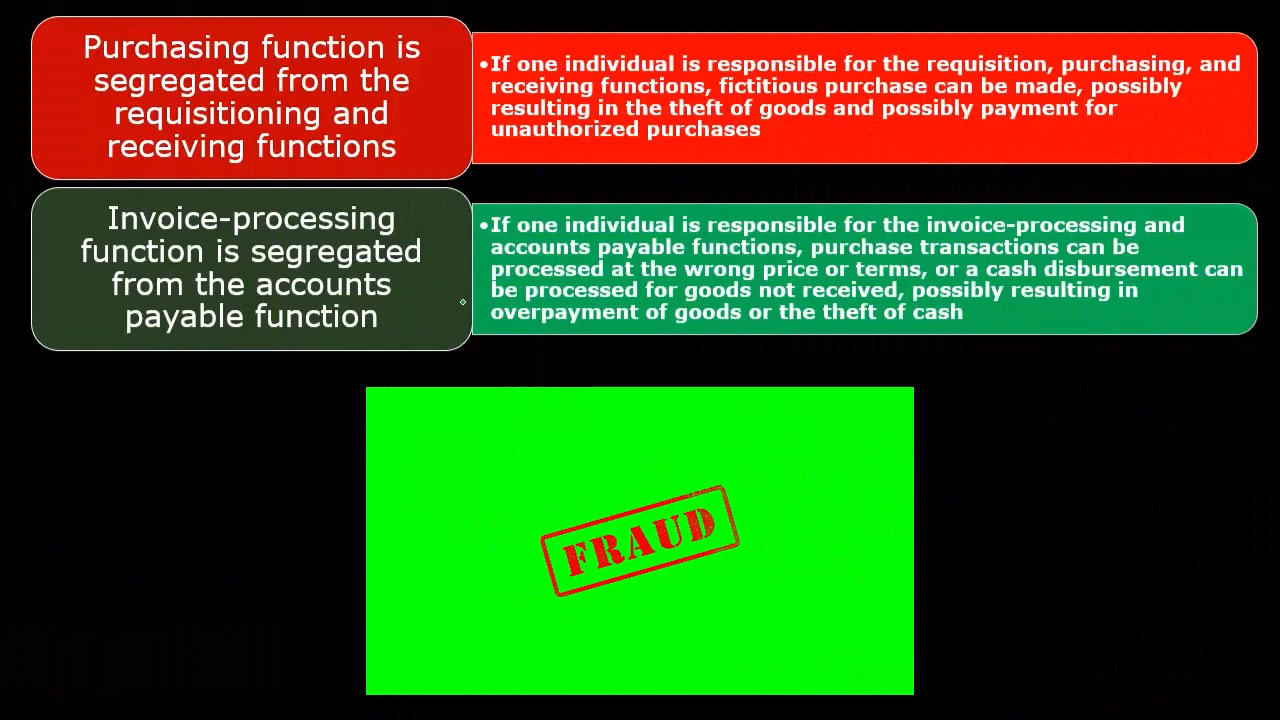 Purchasing function is
segregated from the
requisitioning and
receiving functions
•If one individual is responsible for the requisition, purchasing, and
receiving functions, fictitious purchase can be made, possibly
resulting in the theft of goods and possibly payment for
unauthorized purchases
Invoice-processing
function is segregated
from the accounts
payable function
•If one individual is responsible for the invoice-processing and
accounts payable functions, purchase transactions can be
processed at the wrong price or terms, or a cash disbursement can
be processed for goods not received, possibly resulting in
overpayment of goods or the theft of cash
FRAUD